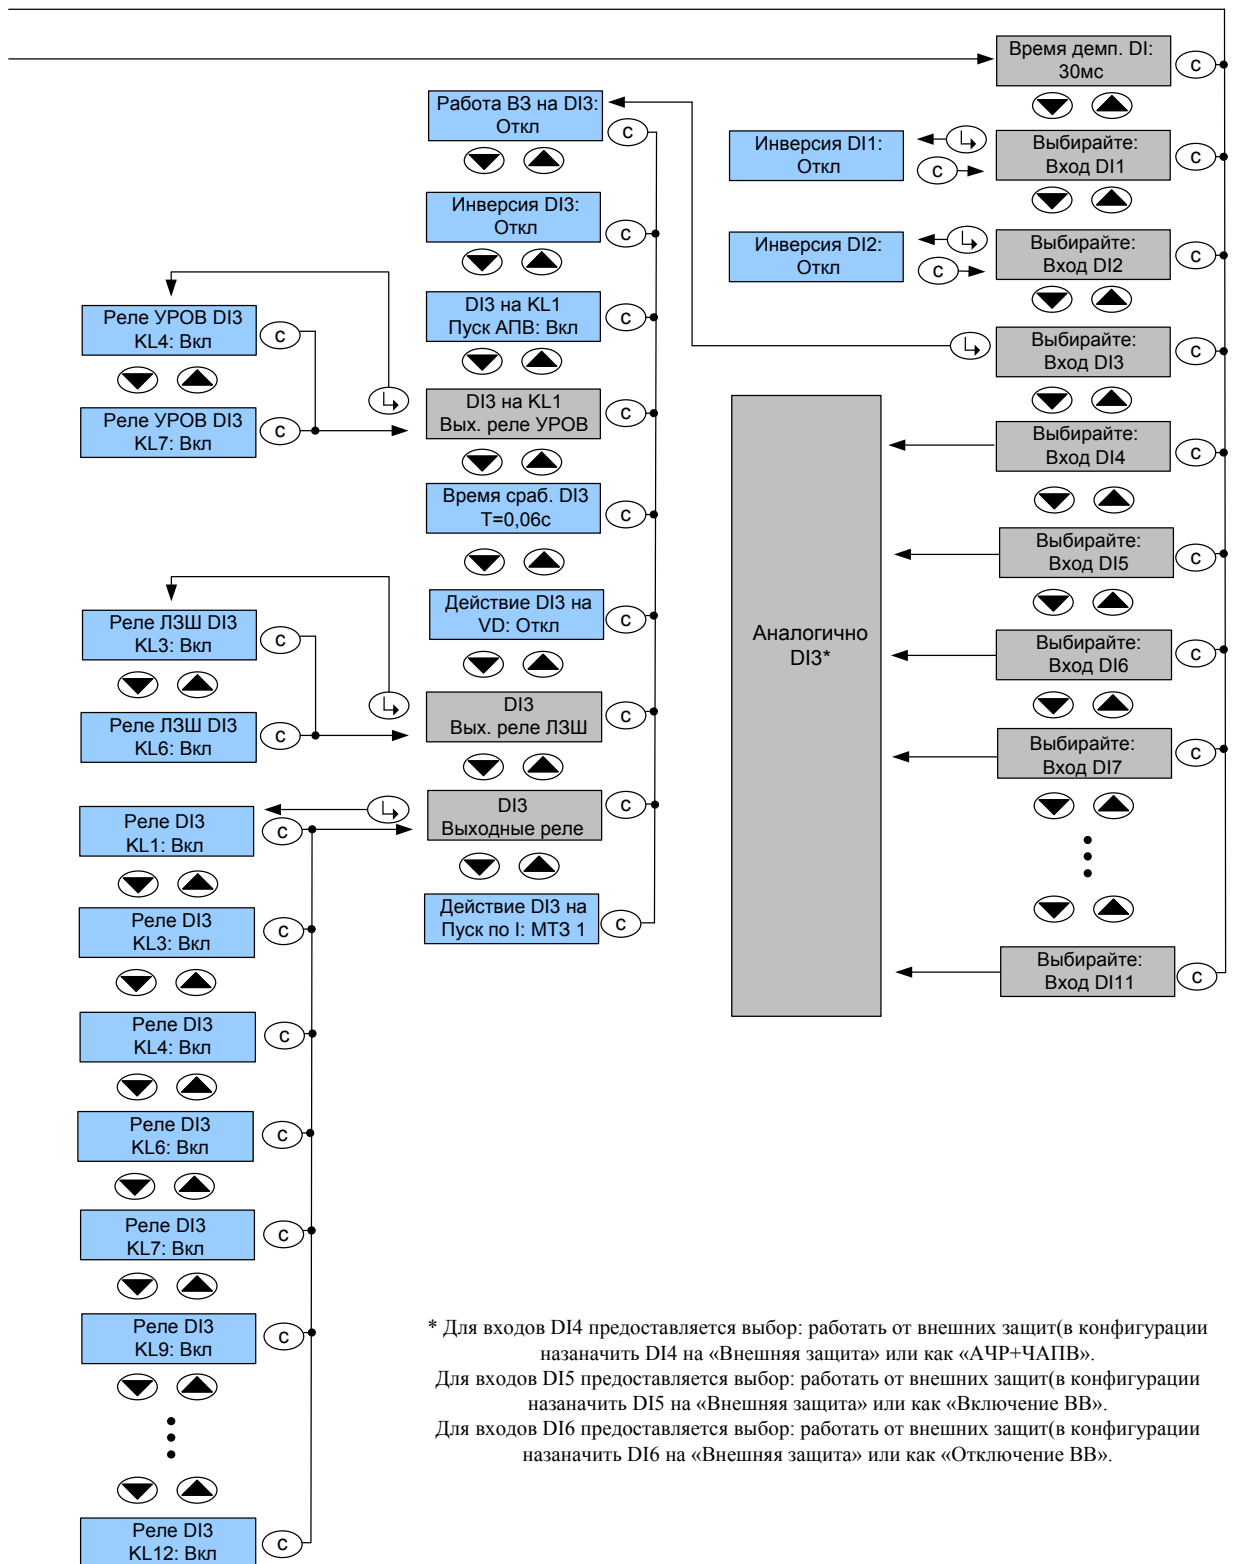 Время демп. DI:
30мс
C
Работа ВЗ на DI3:
Откл
C
Инверсия DI1:
Откл
C
Выбирайте:
Вход DI1
C
Инверсия DI3:
Откл
C
Инверсия DI2:
Откл
C
Выбирайте:
Вход DI2
C
Реле УРОВ DI3
KL4: Вкл
C
DI3 на KL1
Пуск АПВ: Вкл
C
Выбирайте:
Вход DI3
C
Реле УРОВ DI3
KL7: Вкл
C
DI3 на KL1
Вых. реле УРОВ
C
Выбирайте:
Вход DI4
C
Время сраб. DI3
T=0,06с
C
Выбирайте:
Вход DI5
C
Реле ЛЗШ DI3
KL3: Вкл
C
Действие DI3 на
VD: Откл
C
Аналогично
DI3*
Выбирайте:
Вход DI6
C
Реле ЛЗШ DI3
KL6: Вкл
C
DI3
Вых. реле ЛЗШ
C
Выбирайте:
Вход DI7
C
Реле DI3
KL1: Вкл
C
DI3
Выходные реле
C
Реле DI3
KL3: Вкл
C
Действие DI3 на
Пуск по I: МТЗ 1
C
Выбирайте:
Вход DI11
C
Реле DI3
KL4: Вкл
C
Реле DI3
KL6: Вкл
C
Реле DI3
KL7: Вкл
C
Реле DI3
KL9: Вкл
C
Реле DI3
KL12: Вкл
C
* Для входов DI4 предоставляется выбор: работать от внешних защит(в конфигурации
назаначить DI4 на «Внешняя защита» или как «АЧР+ЧАПВ».
Для входов DI5 предоставляется выбор: работать от внешних защит(в конфигурации
назаначить DI5 на «Внешняя защита» или как «Включение ВВ».
Для входов DI6 предоставляется выбор: работать от внешних защит(в конфигурации
назаначить DI6 на «Внешняя защита» или как «Отключение ВВ».